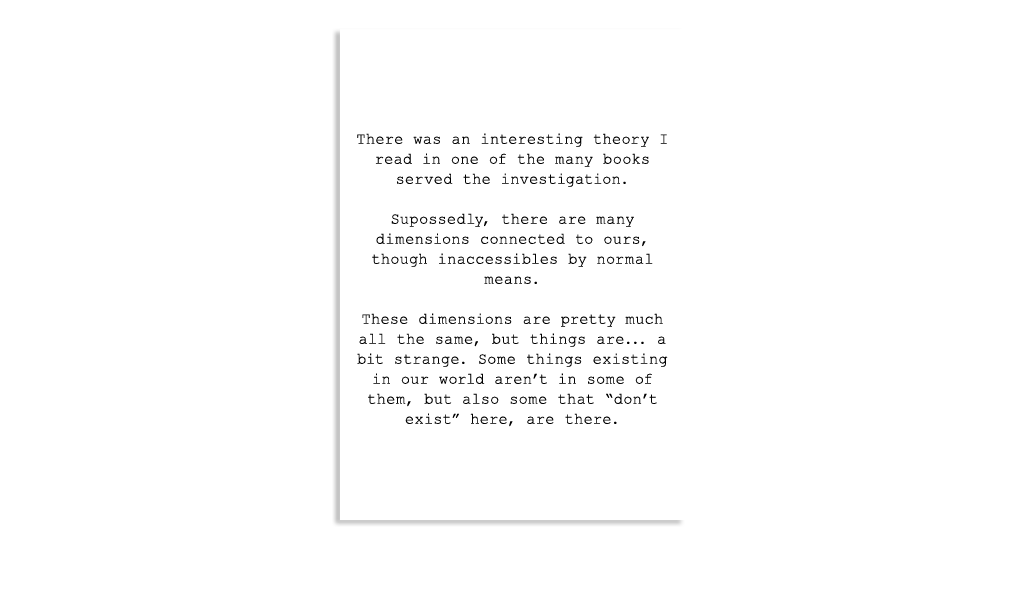 There was an interesting theory I
read in one of the many books
served the investigation.
Supossedly, there are many
dimensions connected to ours,
though inaccessibles by normal
means.
These dimensions are pretty much
all the same, but things are... a
bit strange. Some things existing
in our world aren’t in some of
them, but also some that “don’t
exist” here, are there.